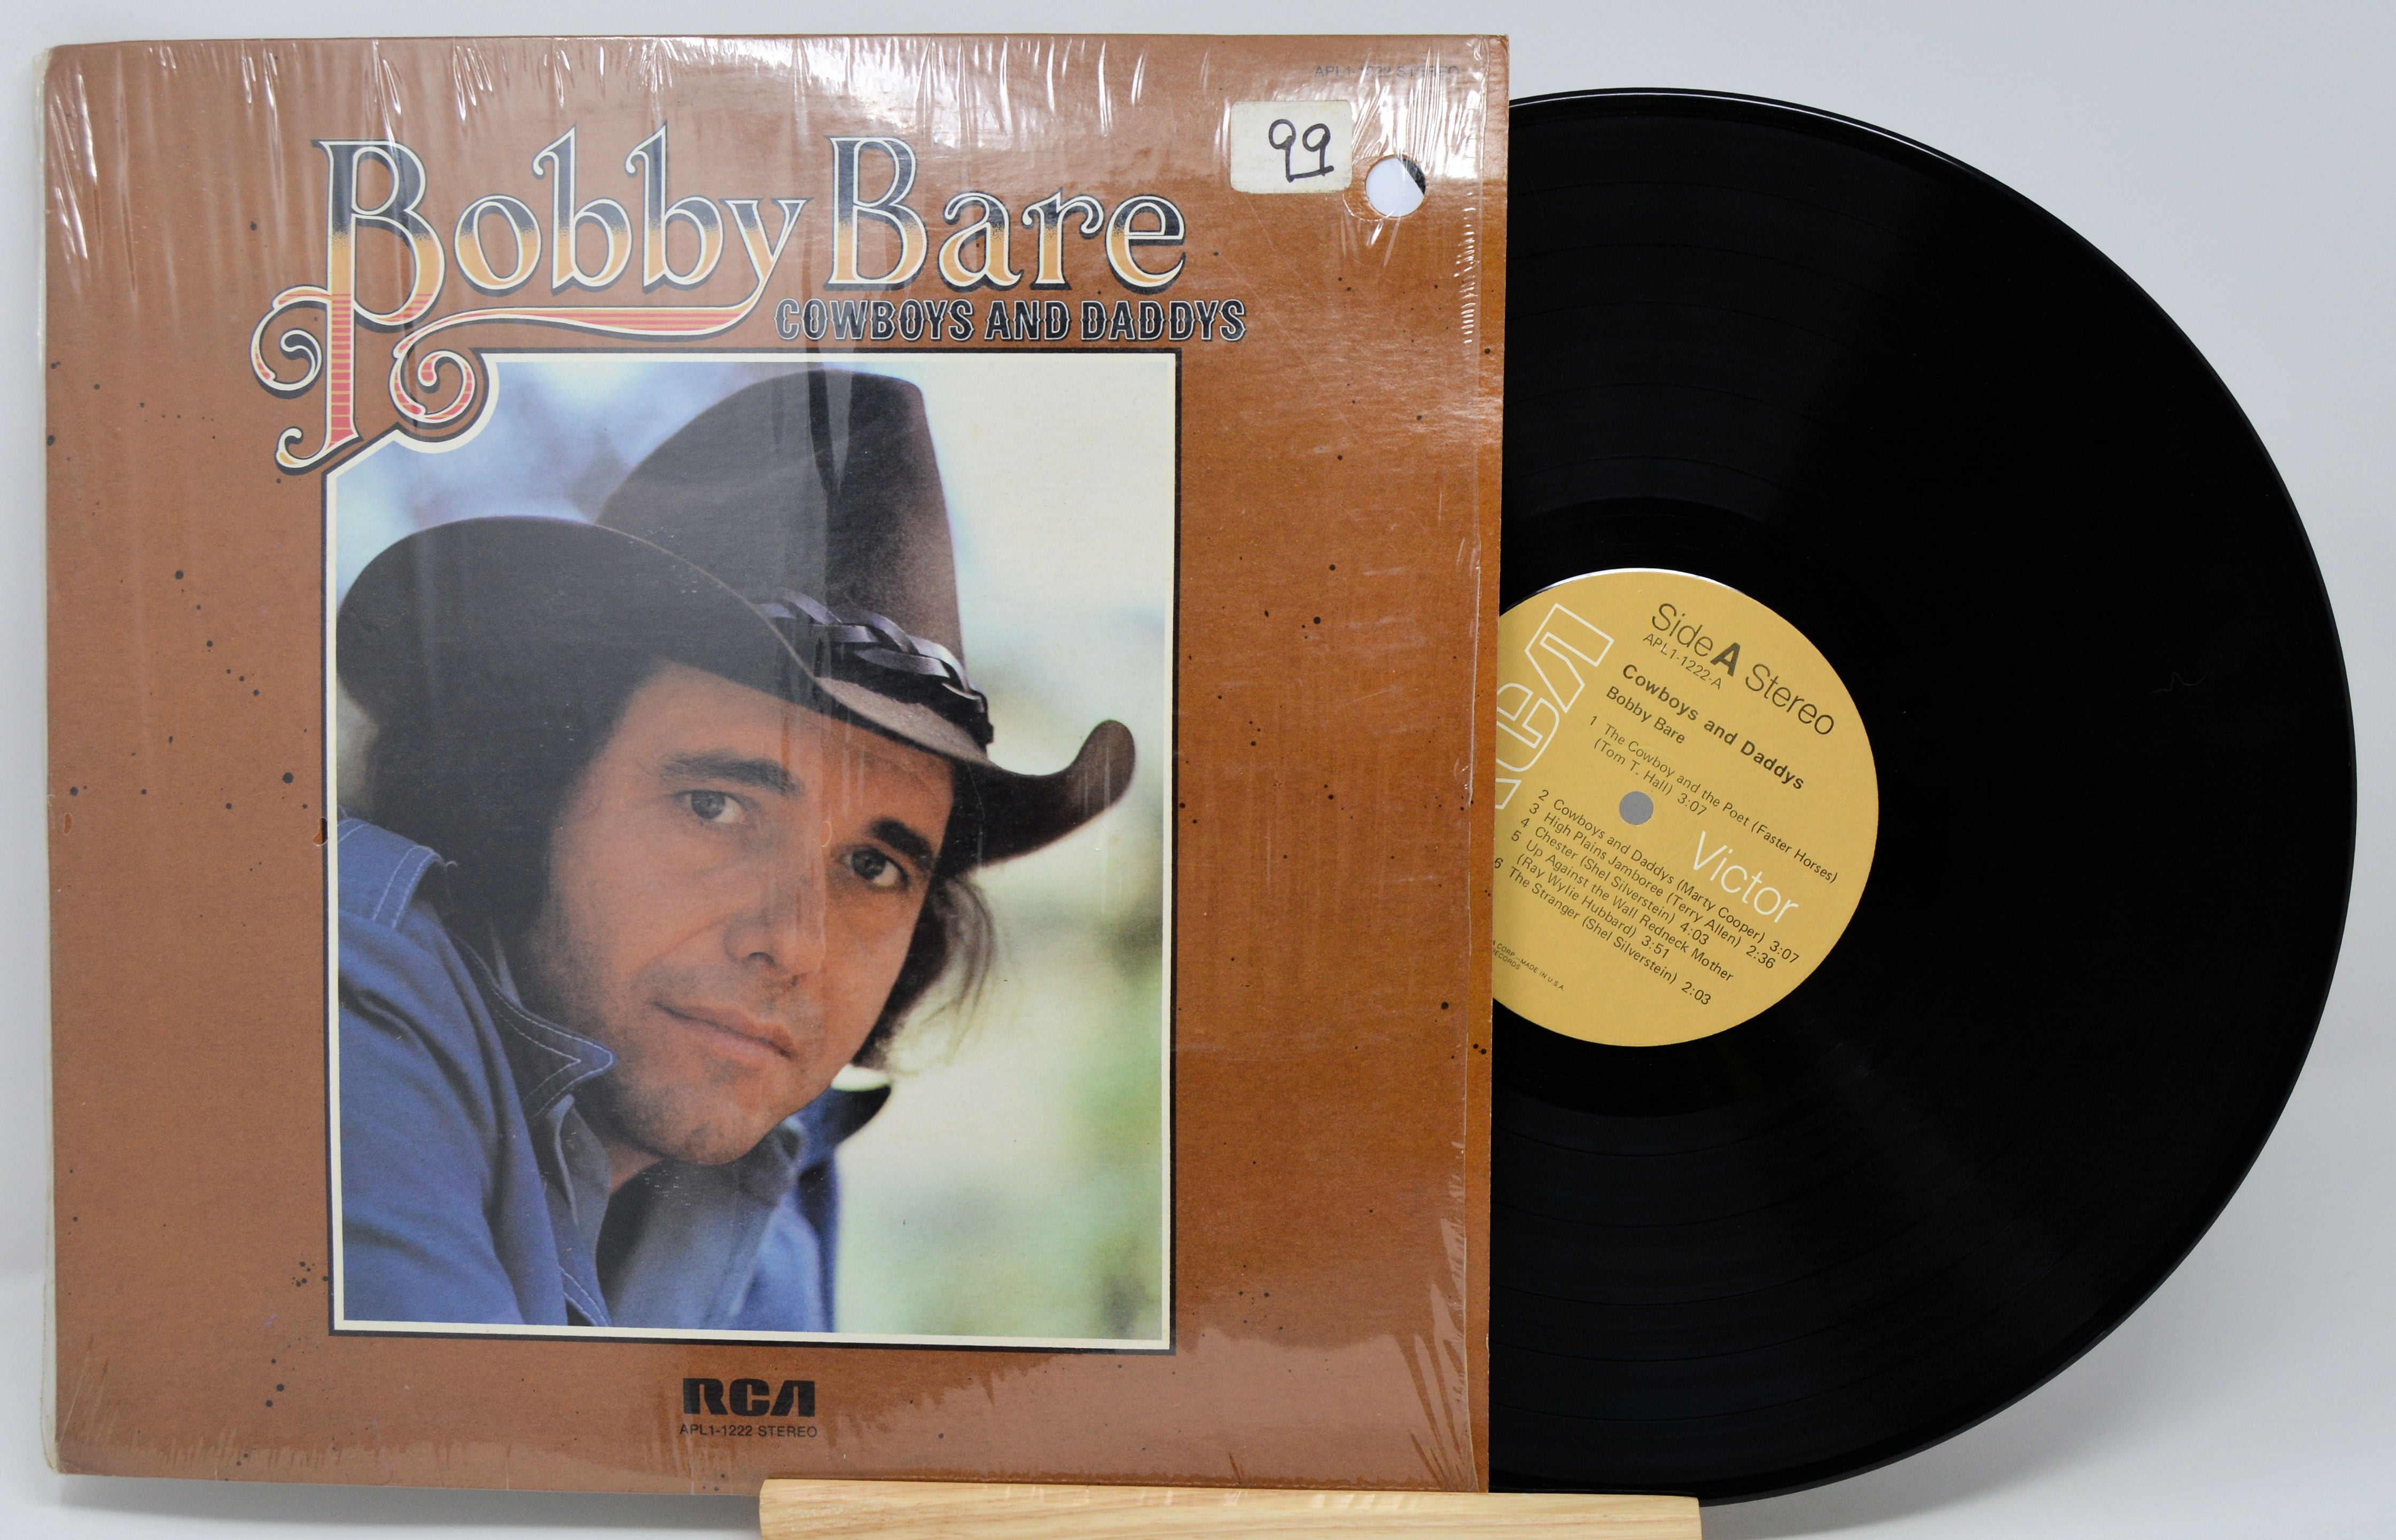 APL1-1222 STEREO
99
Bobby Bare
COWBOYS AND DADDYS
RCA
APL1-1222 STEREO
RCA
Side A Stereo
APL1-1222-A
Cowboys and Daddys
Bobby Bare
1 The Cowboy and the Poet (Faster Horses)
(Tom T. Hall) 3:07
2 Cowboys and Daddys (Marty Cooper) 3:07
3 High Plains Jamboree (Terry Allen) 2:36
4 Chester (Shel Silverstein) 4:03
5 Up Against the Wall Redneck Mother
(Ray Wylie Hubbard) 3:51
6 The Stranger (Shel Silverstein) 2:03
Victor
CORP.-MADE IN U.S.A.
RECORDS